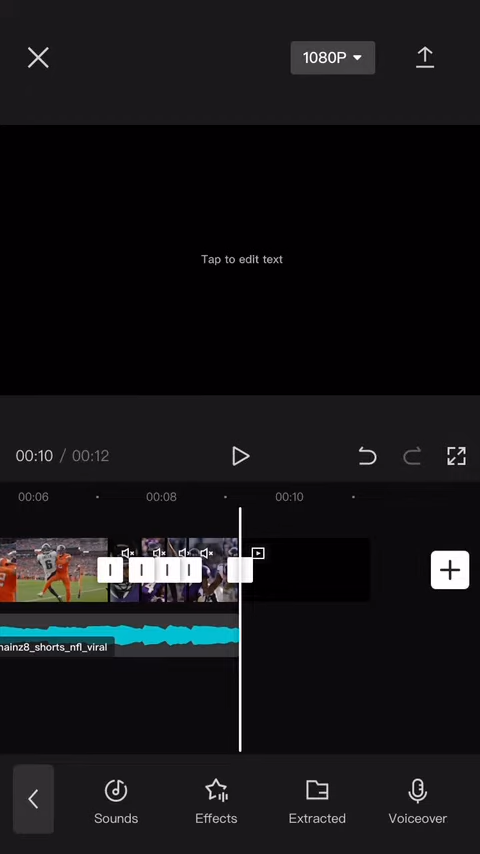 1080P
Tap to edit text
00:10 / 00:12
00:06 00:08 00:10
6
nainz8_shorts_nfl_viral
Sounds Effects Extracted Voiceover